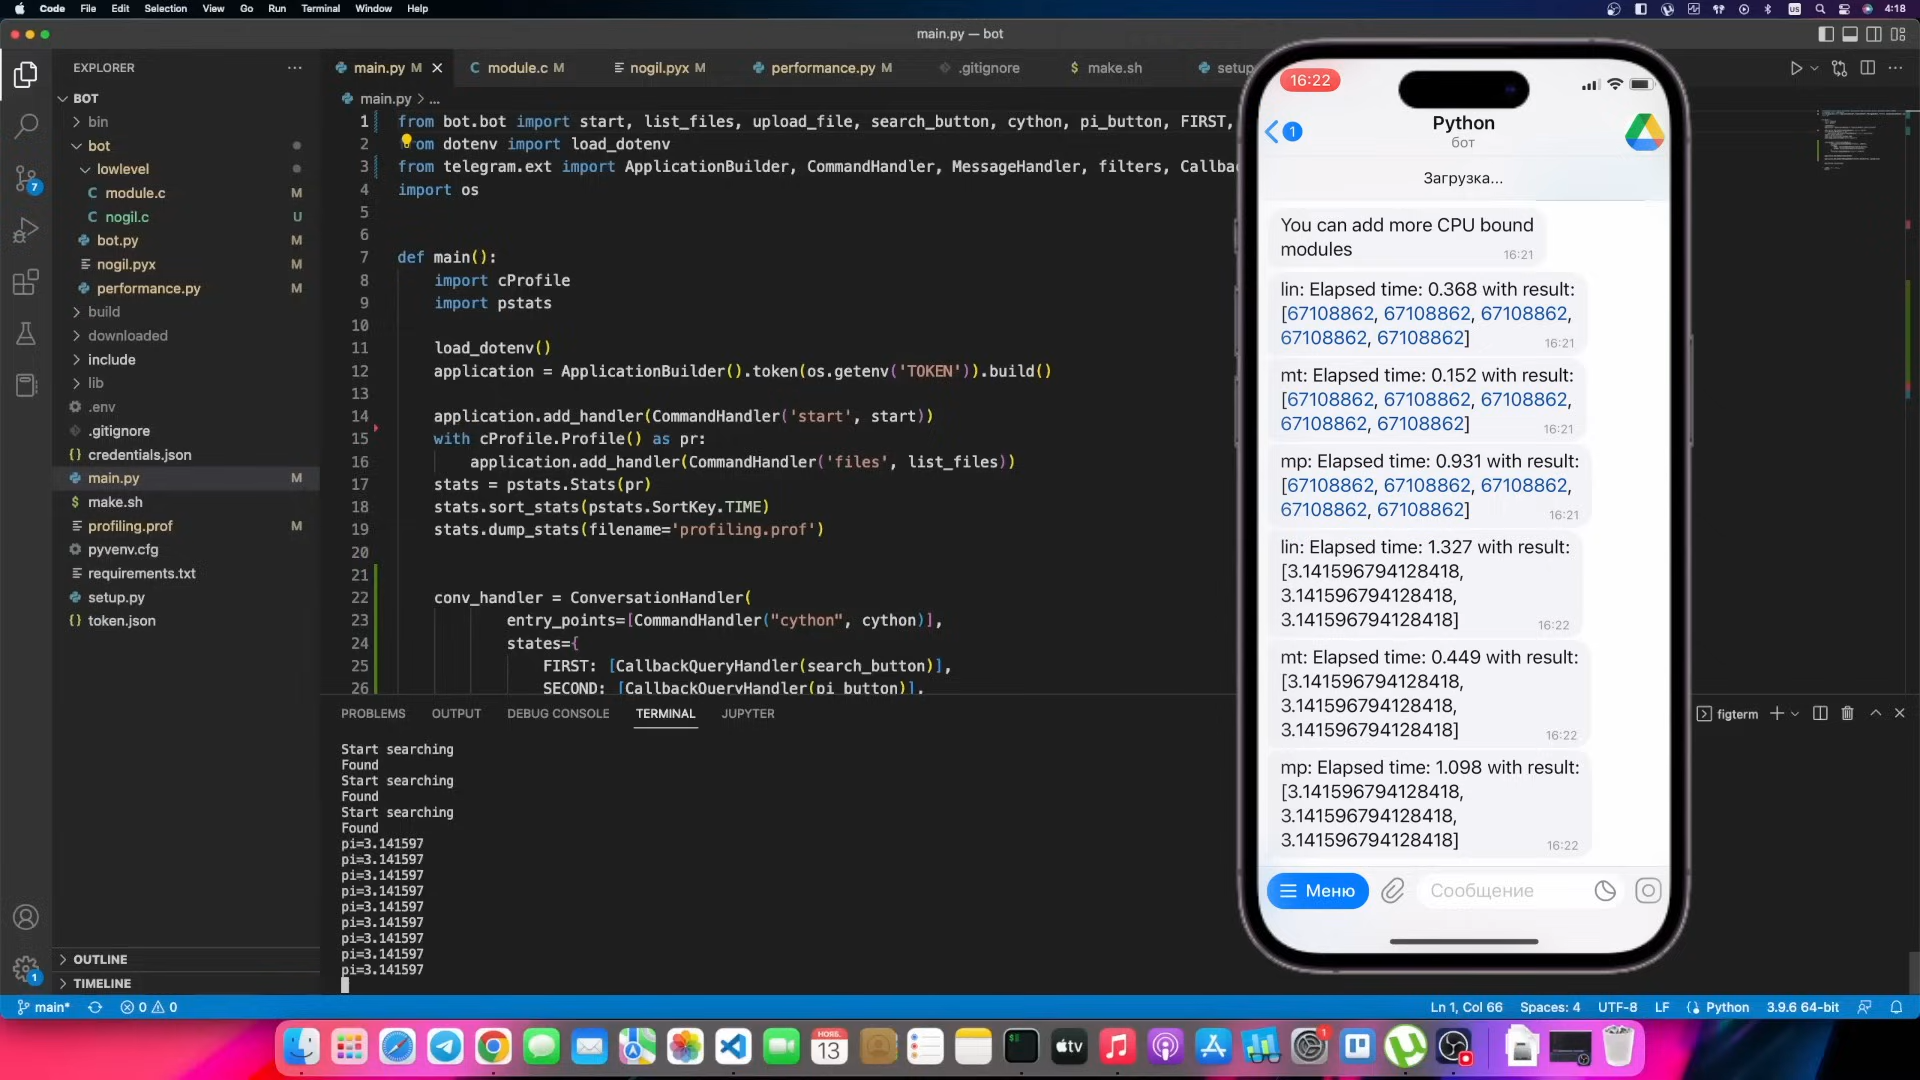 Code File Edit Selection View Go Run Terminal Window Help
US
4:18
main.py — bot
EXPLORER
BOT
bin
bot
lowlevel
module.c M
nogil.c U
bot.py M
nogil.pyx M
performance.py M
build
downloaded
include
lib
.env
.gitignore
credentials.json
main.py M
make.sh
profiling.prof M
pyvenv.cfg
requirements.txt
setup.py
token.json
OUTLINE
TIMELINE
7
1
main.py M
module.c M
nogil.pyx M
performance.py M
.gitignore
make.sh
setup
main.py > ...
1 from bot.bot import start, list_files, upload_file, search_button, cython, pi_button, FIRST,
2 om dotenv import load_dotenv
3 from telegram.ext import ApplicationBuilder, CommandHandler, MessageHandler, filters, Callba
4 import os
5
6
7 def main():
8 import cProfile
9 import pstats
10
11 load_dotenv()
12 application = ApplicationBuilder().token(os.getenv('TOKEN')).build()
13
14 application.add_handler(CommandHandler('start', start))
15 with cProfile.Profile() as pr:
16 application.add_handler(CommandHandler('files', list_files))
17 stats = pstats.Stats(pr)
18 stats.sort_stats(pstats.SortKey.TIME)
19 stats.dump_stats(filename='profiling.prof')
20
21
22 conv_handler = ConversationHandler(
23 entry_points=[CommandHandler("cython", cython)],
24 states={
25 FIRST: [CallbackQueryHandler(search_button)],
26 SECOND: [CallbackQueryHandler(pi_button)],
PROBLEMS OUTPUT DEBUG CONSOLE TERMINAL JUPYTER
figterm
Start searching
Found
Start searching
Found
Start searching
Found
pi=3.141597
pi=3.141597
pi=3.141597
pi=3.141597
pi=3.141597
pi=3.141597
pi=3.141597
pi=3.141597
pi=3.141597
16:22
1
Python
бот
Загрузка...
You can add more CPU bound
modules
16:21
lin: Elapsed time: 0.368 with result:
[67108862, 67108862, 67108862,
67108862, 67108862]
16:21
mt: Elapsed time: 0.152 with result:
[67108862, 67108862, 67108862,
67108862, 67108862]
16:21
mp: Elapsed time: 0.931 with result:
[67108862, 67108862, 67108862,
67108862, 67108862]
16:21
lin: Elapsed time: 1.327 with result:
[3.141596794128418,
3.141596794128418,
3.141596794128418]
16:22
mt: Elapsed time: 0.449 with result:
[3.141596794128418,
3.141596794128418,
3.141596794128418]
16:22
mp: Elapsed time: 1.098 with result:
[3.141596794128418,
3.141596794128418,
3.141596794128418]
16:22
Меню
Сообщение
main*
0 0
Ln 1, Col 66 Spaces: 4 UTF-8 LF Python 3.9.6 64-bit
НОЯБ.
13
tv
1